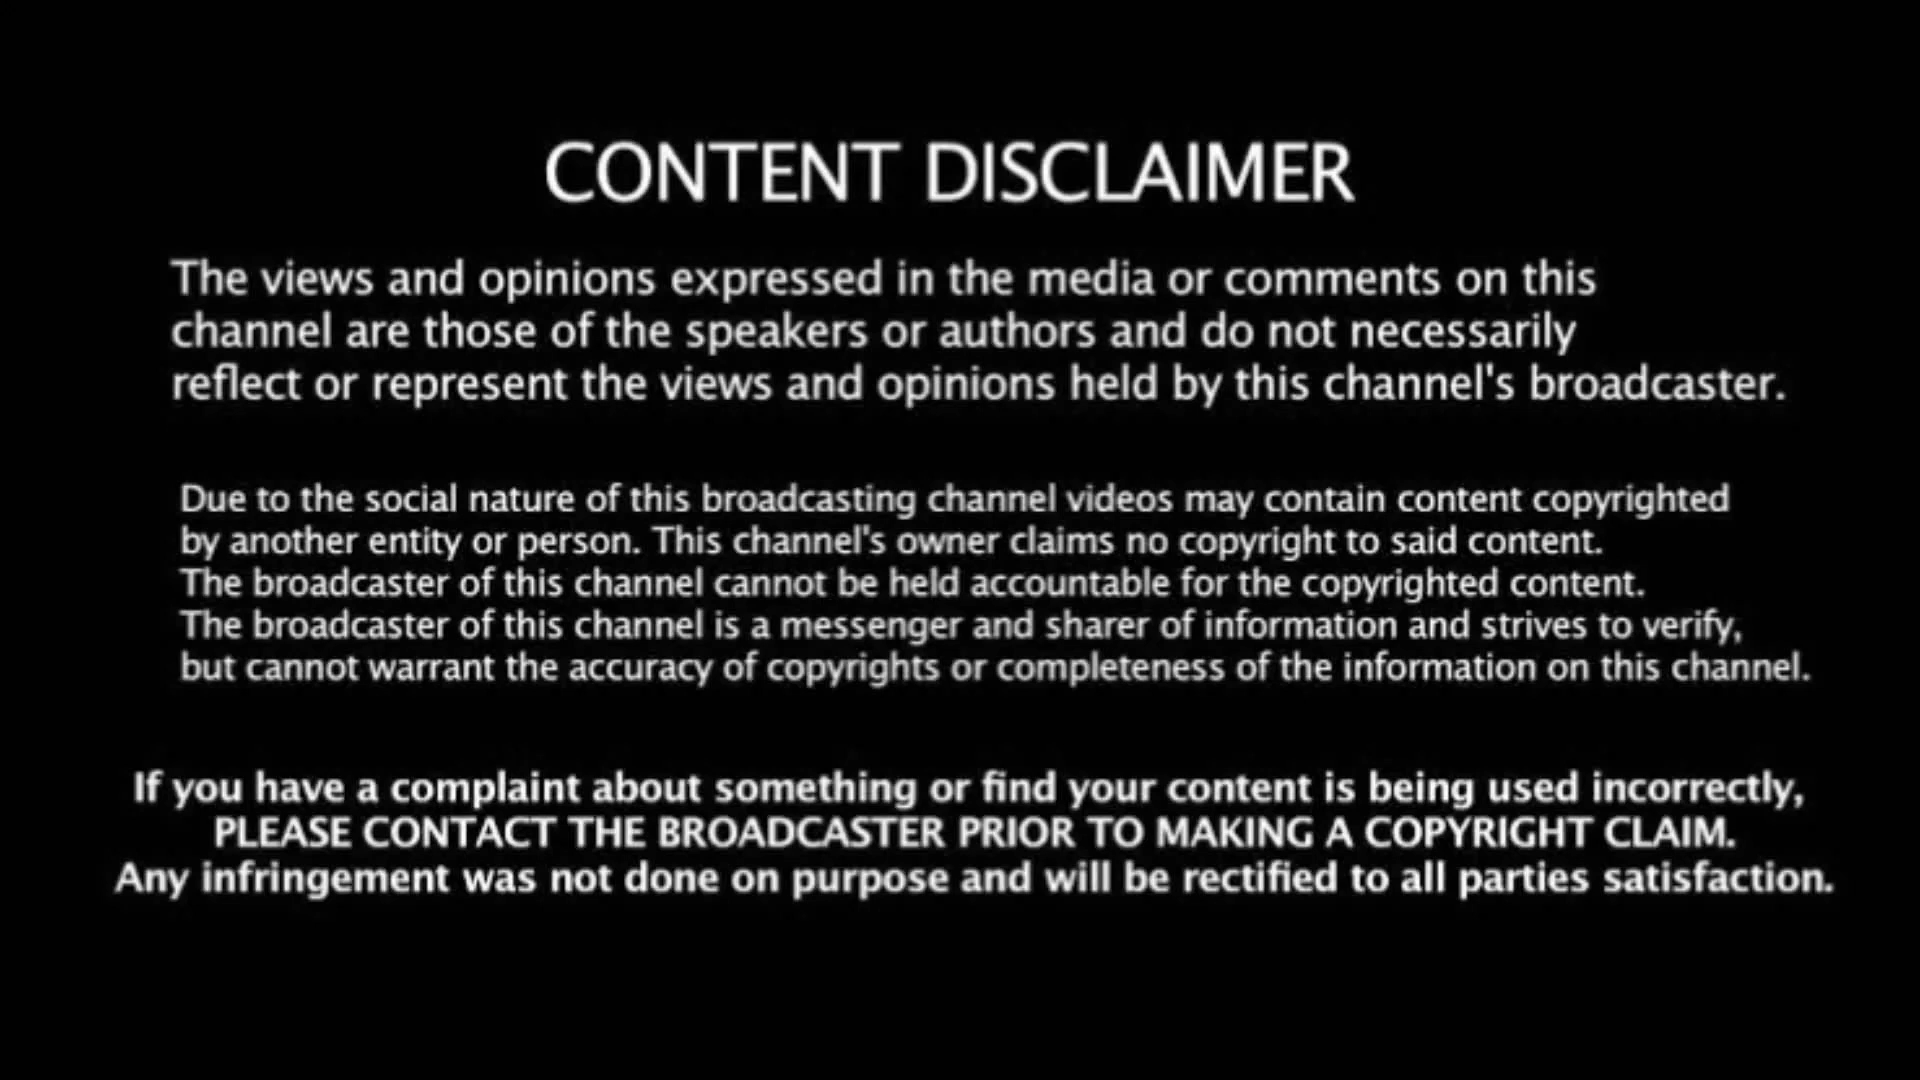 CONTENT DISCLAIMER
The views and opinions expressed in the media or comments on this
channel are those of the speakers or authors and do not necessarily
reflect or represent the views and opinions held by this channel's broadcaster.
Due to the social nature of this broadcasting channel videos may contain content copyrighted
by another entity or person. This channel's owner claims no copyright to said content.
The broadcaster of this channel cannot be held accountable for the copyrighted content.
The broadcaster of this channel is a messenger and sharer of information and strives to verify,
but cannot warrant the accuracy of copyrights or completeness of the information on this channel.
If you have a complaint about something or find your content is being used incorrectly,
PLEASE CONTACT THE BROADCASTER PRIOR TO MAKING A COPYRIGHT CLAIM.
Any infringement was not done on purpose and will be rectified to all parties satisfaction.